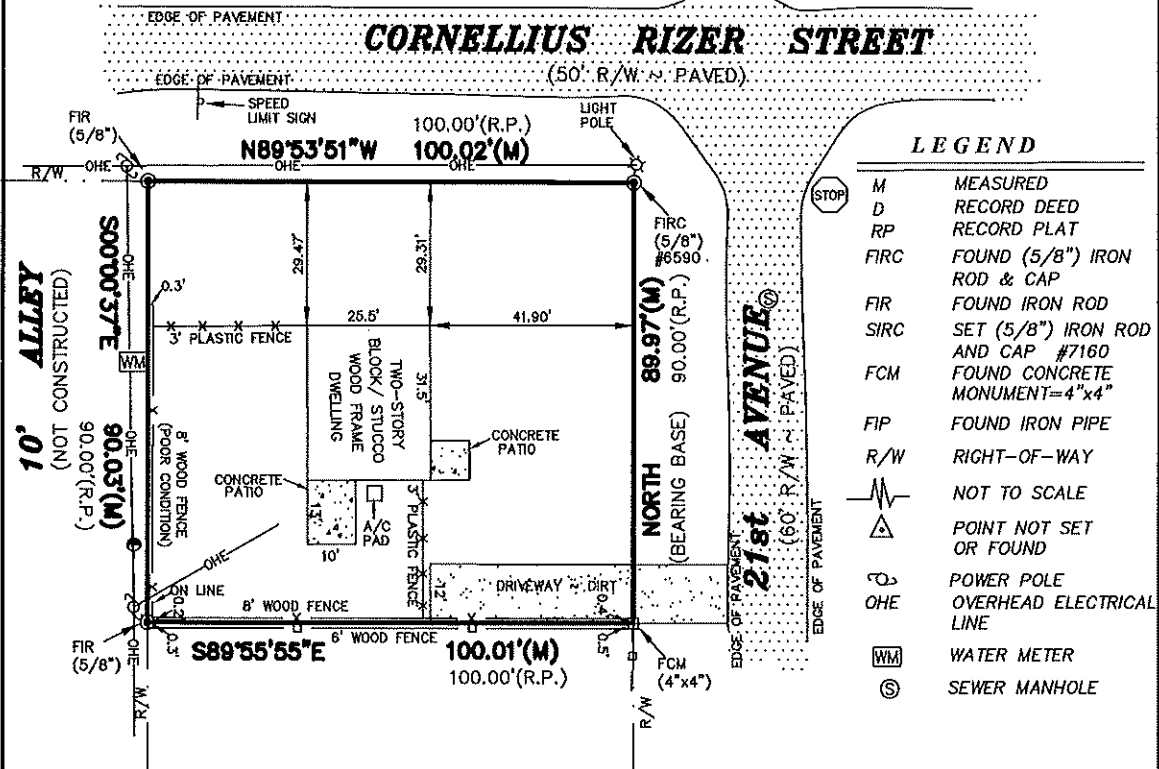 EDGE OF PAVEMENT
CORNELLIUS RIZER STREET
(50' R/W ~ PAVED)
EDGE OF PAVEMENT
SPEED
LIMIT SIGN
FIR
(5/8")
LIGHT
POLE
100.00'(R.P.)
N89°53'51"W 100.02'(M)
R/W
OHE
OHE
OHE
STOP
FIRC
(5/8")
#6590
10' ALLEY
(NOT CONSTRUCTED)
S00°00'37"E
OHE
WM
90.03'(M)
90.00'(R.P.)
OHE
0.3'
3' PLASTIC FENCE
29.47'
29.31'
25.5'
41.90'
31.5'
TWO-STORY
BLOCK/ STUCCO
WOOD FRAME
DWELLING
89.97'(M)
90.00'(R.P.)
NORTH
(BEARING BASE)
21st AVENUE
(60' R/W ~ PAVED)
S
EDGE OF PAVEMENT
EDGE OF PAVEMENT
8' WOOD FENCE
(POOR CONDITION)
CONCRETE
PATIO
CONCRETE
PATIO
13'
10'
A/C
PAD
3' PLASTIC FENCE
12'
DRIVEWAY ~ DIRT
OHE
ON LINE
0.2'
8' WOOD FENCE
0.4'
6' WOOD FENCE
0.3'
0.5'
FIR
(5/8")
OHE
S89°55'55"E 100.01'(M)
100.00'(R.P.)
FCM
(4"x4")
R/W
R/W
LEGEND
M MEASURED
D RECORD DEED
RP RECORD PLAT
FIRC FOUND (5/8") IRON
ROD & CAP
FIR FOUND IRON ROD
SIRC SET (5/8") IRON ROD
AND CAP #7160
FCM FOUND CONCRETE
MONUMENT=4"x4"
FIP FOUND IRON PIPE
R/W RIGHT-OF-WAY
NOT TO SCALE
POINT NOT SET
OR FOUND
POWER POLE
OHE OVERHEAD ELECTRICAL
LINE
WM WATER METER
S SEWER MANHOLE